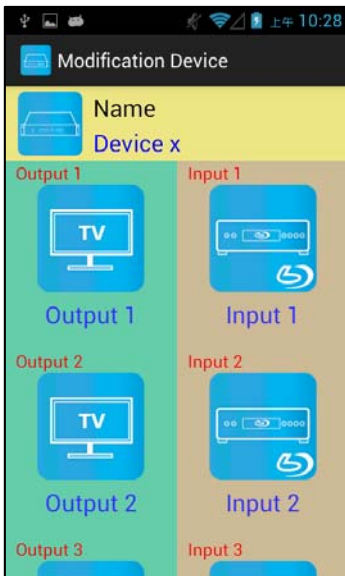 上午 10:28
Modification Device
Name
Device x
Output 1
Input 1
TV
Output 1
Input 1
Output 2
Input 2
TV
Output 2
Input 2
Output 3
Input 3